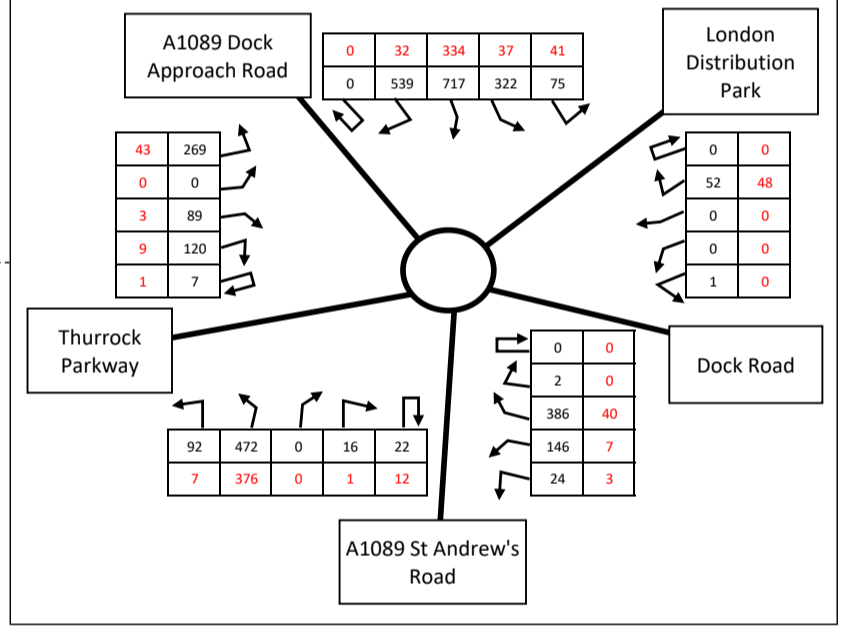 A1089 Dock
Approach Road
0 32 334 37 41
0 539 717 322 75
London
Distribution
Park
43 269
0 0
3 89
9 120
1 7
0 0
52 48
0 0
0 0
1 0
Thurrock
Parkway
0 0
2 0
386 40
146 7
24 3
Dock Road
92 472 0 16 22
7 376 0 1 12
A1089 St Andrew's
Road